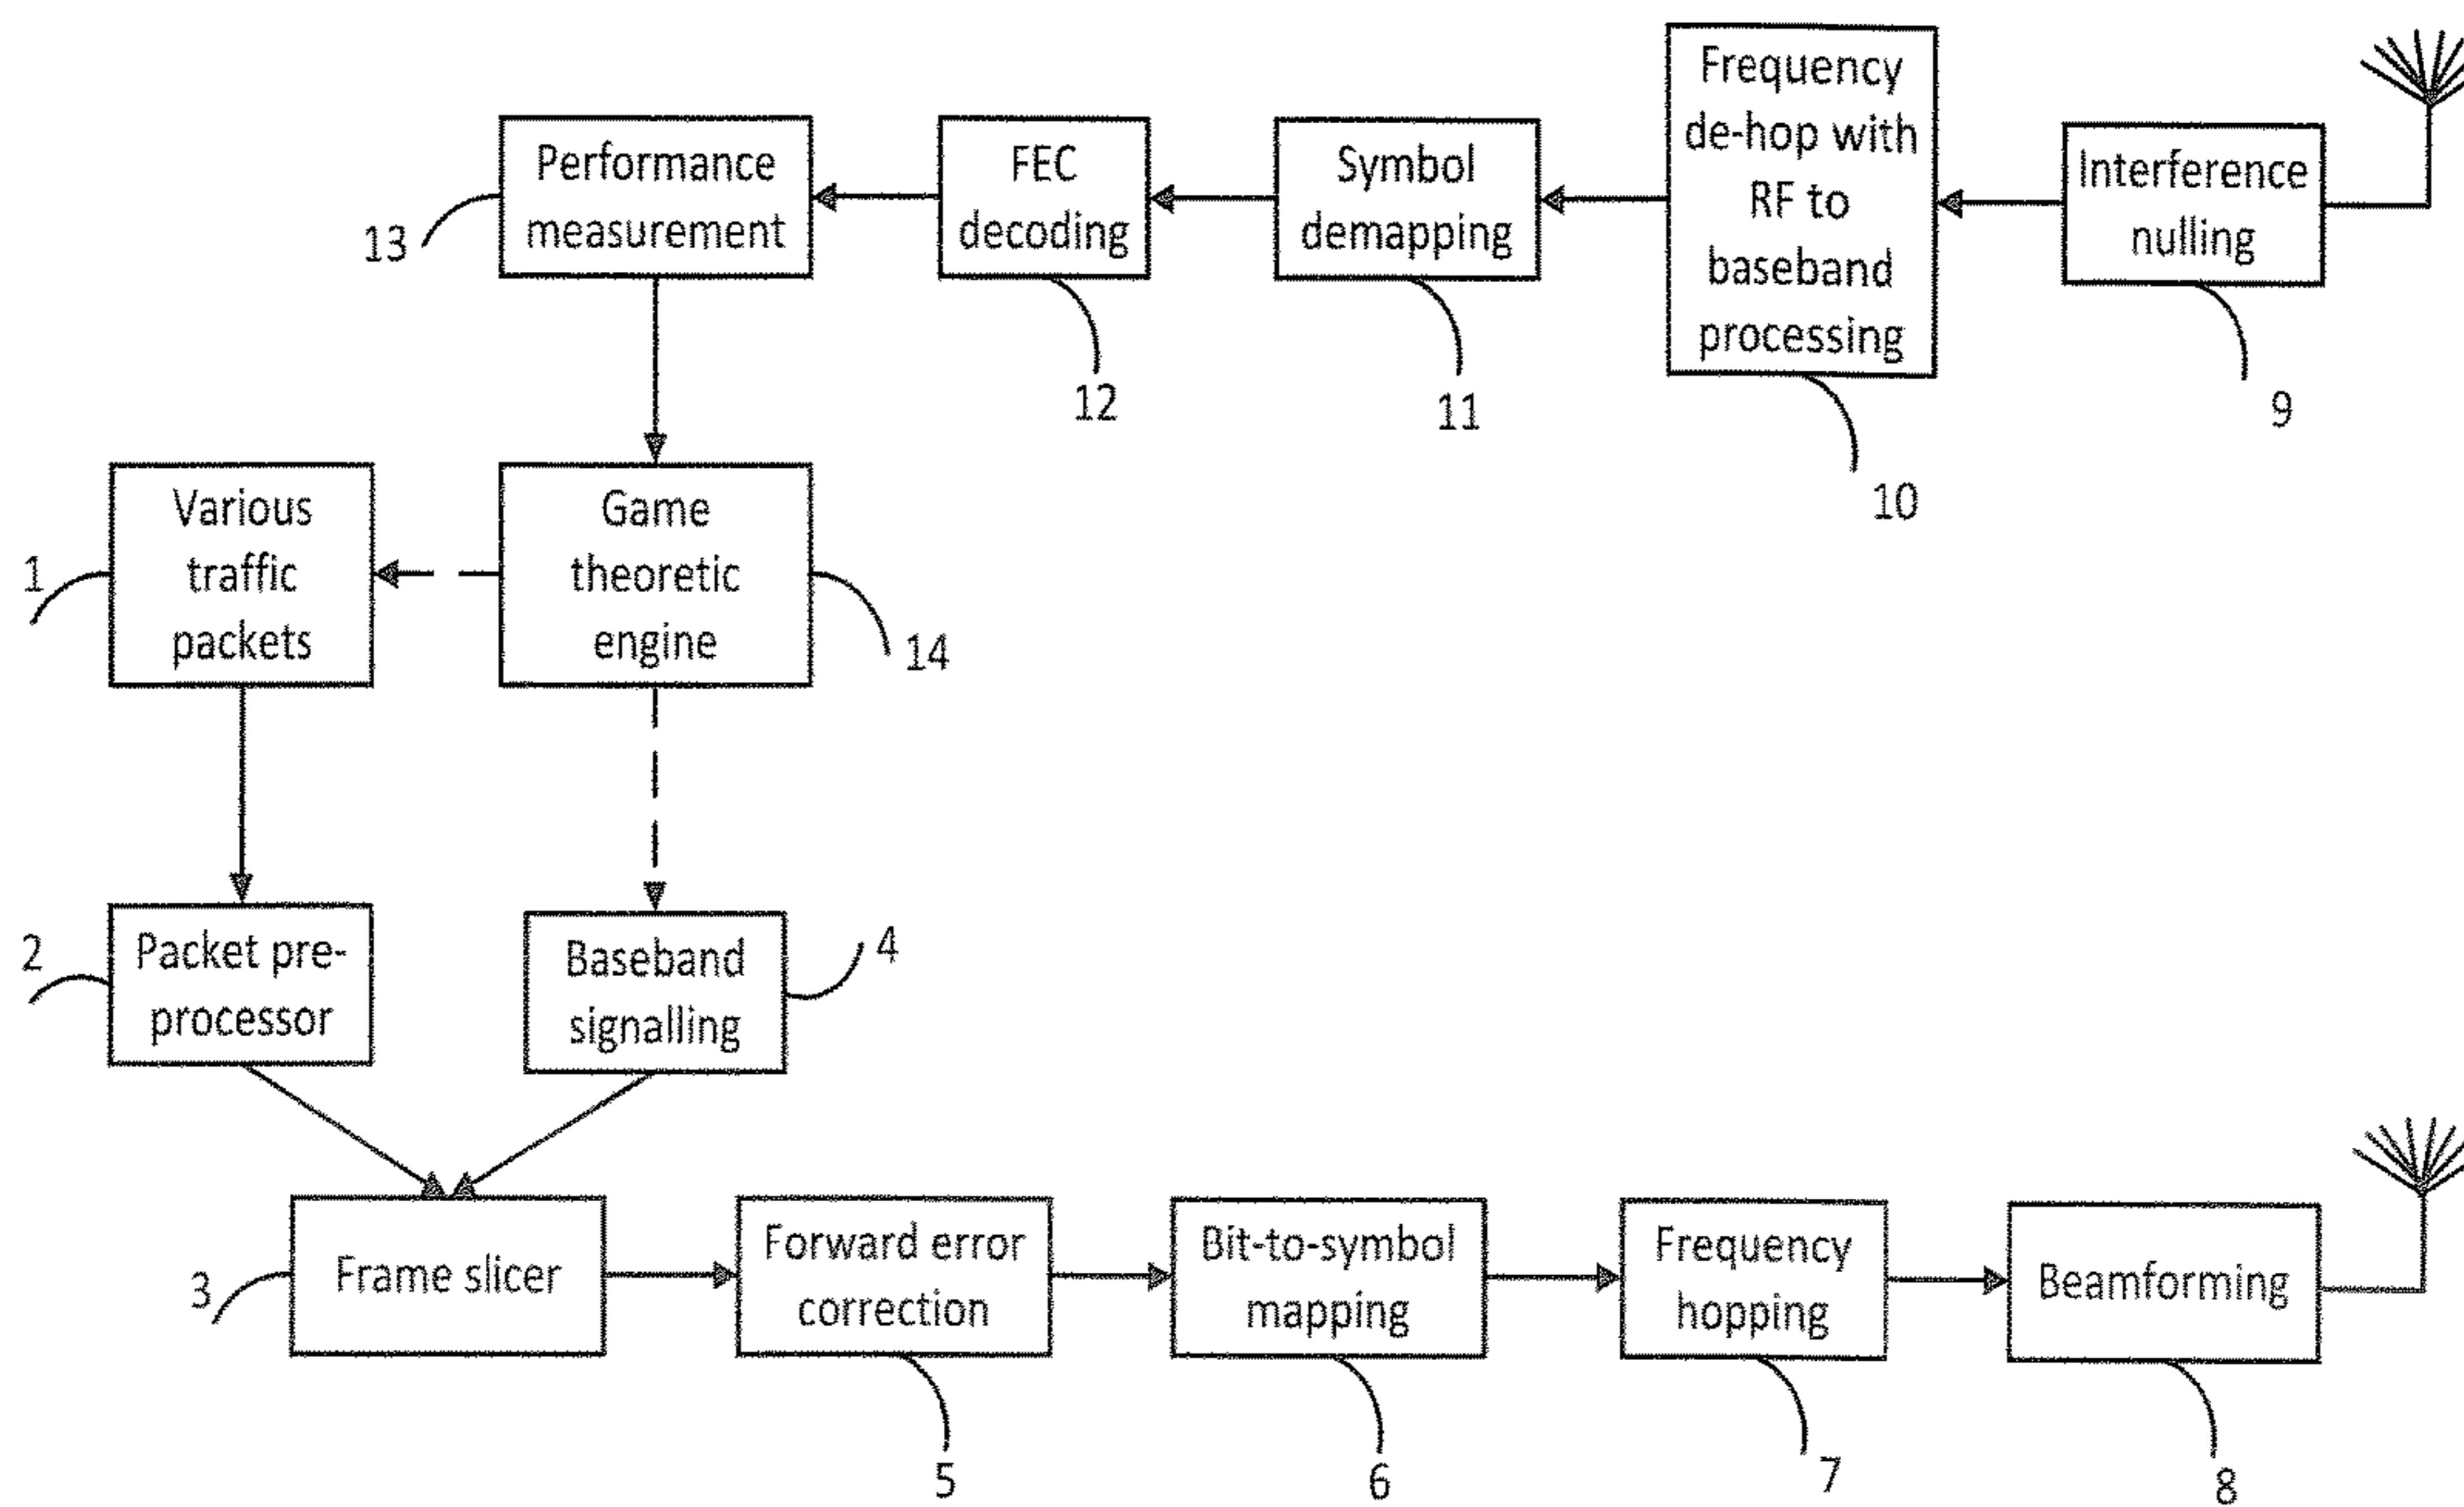 Frequency
de-hop with
RF to
baseband
processing
10
Interference
nulling
9
Symbol
demapping
11
FEC
decoding
12
Performance
measurement
13
Various
traffic
packets
1
Game
theoretic
engine
14
Packet pre-
processor
2
Baseband
signalling
4
Frame slicer
3
Forward error
correction
5
Bit-to-symbol
mapping
6
Frequency
hopping
7
Beamforming
8